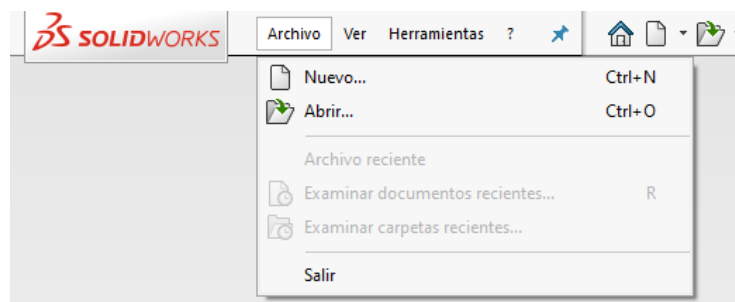 SOLIDWORKS Archivo Ver Herramientas ?
Nuevo... Ctrl+N
Abrir... Ctrl+O
Archivo reciente
Examinar documentos recientes... R
Examinar carpetas recientes...
Salir